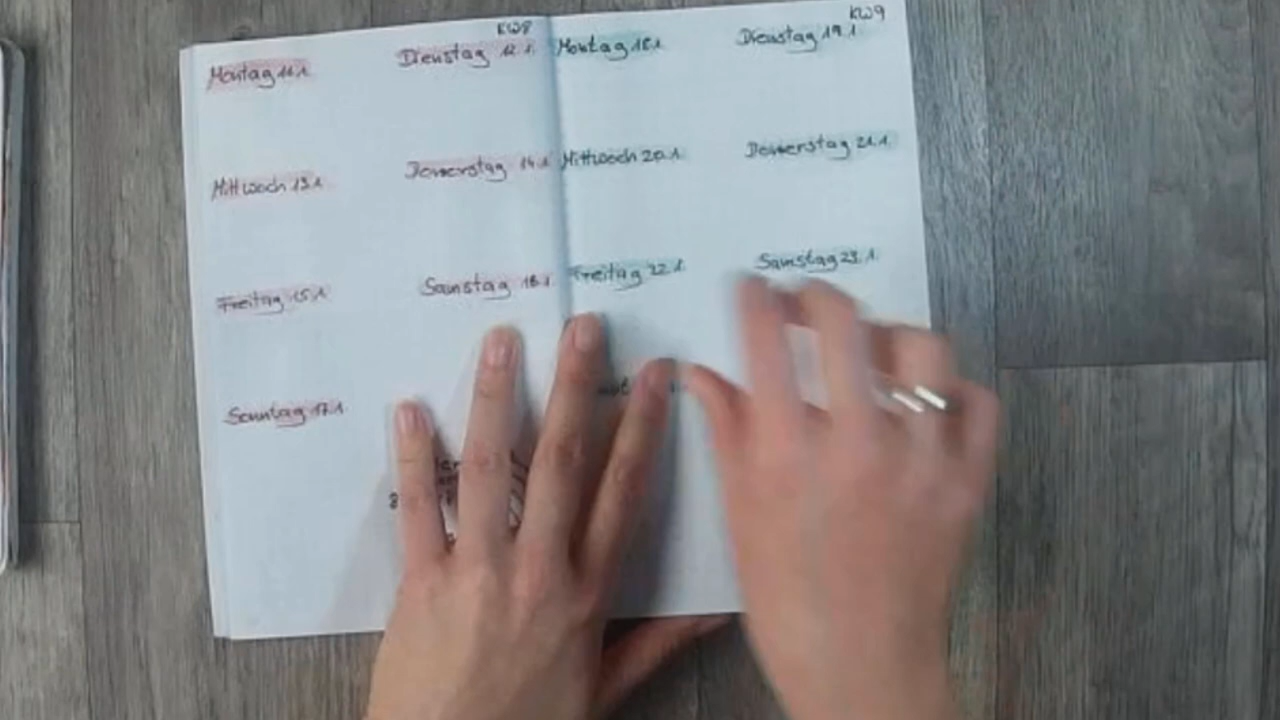 KW8
Montag 11.1.
Dienstag 12.1.
Mittwoch 13.1
Donnerstag 14.1
Freitag 15.1
Samstag 16.1
Sonntag 17.1.
KW9
Montag 18.1
Dienstag 19.1
Mittwoch 20.1.
Donnerstag 21.1.
Freitag 22.1.
Samstag 23.1.